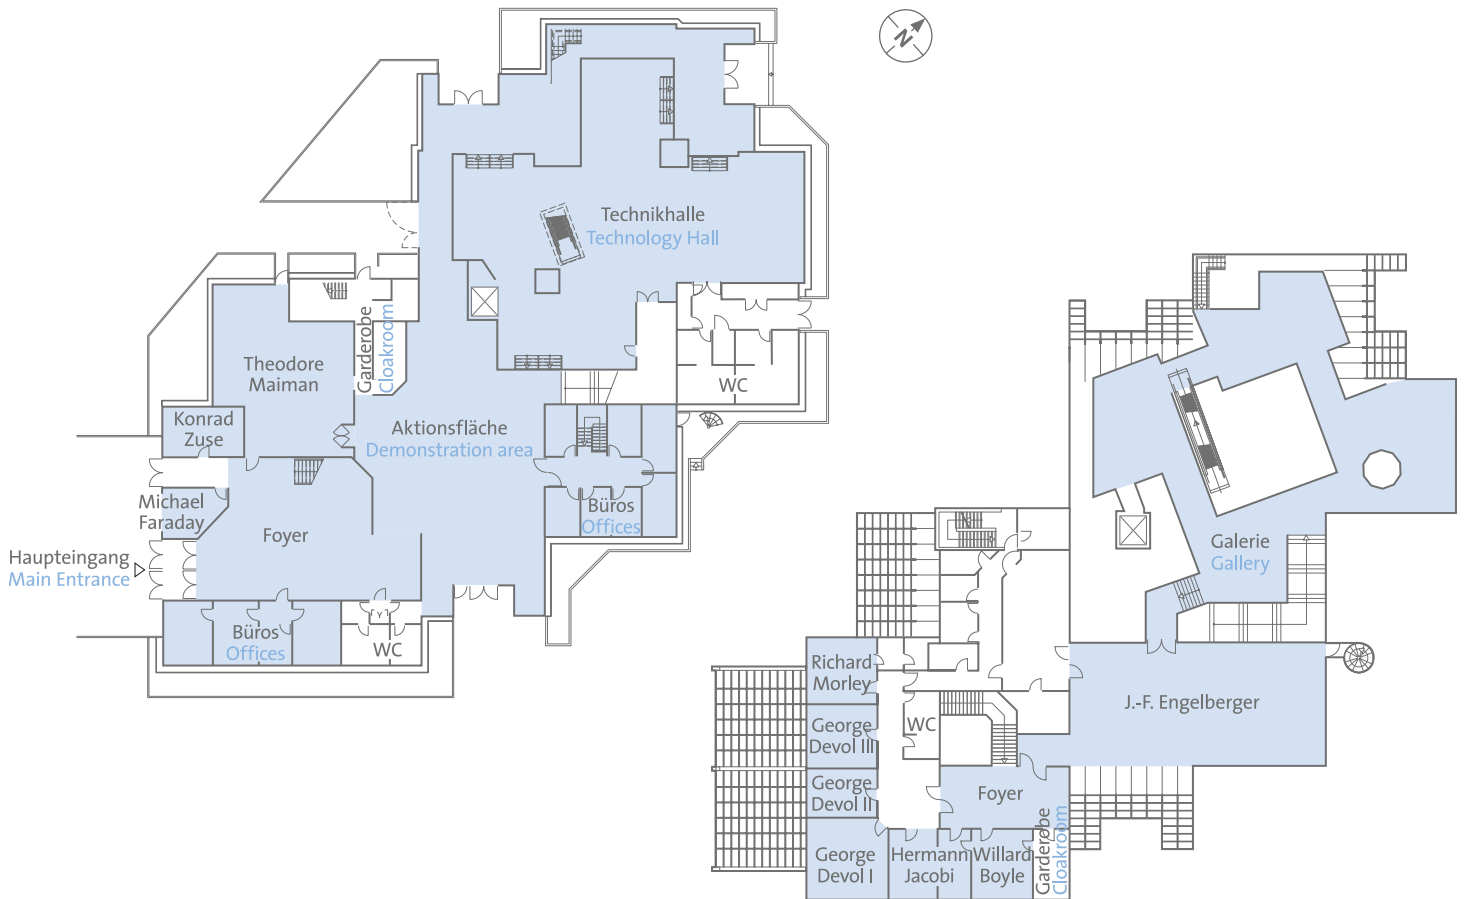 N
Technikhalle
Technology Hall
Garderobe
Cloakroom
Theodore
Maiman
WC
Konrad
Zuse
Aktionsfläche
Demonstration area
Michael
Faraday
Büros
Offices
Foyer
Haupteingang
Main Entrance
Büros
Offices
WC
Galerie
Gallery
Richard
Morley
J.-F. Engelberger
George
Devol III
WC
George
Devol II
Foyer
George
Devol I
Hermann
Jacobi
Willard
Boyle
Garderobe
Cloakroom